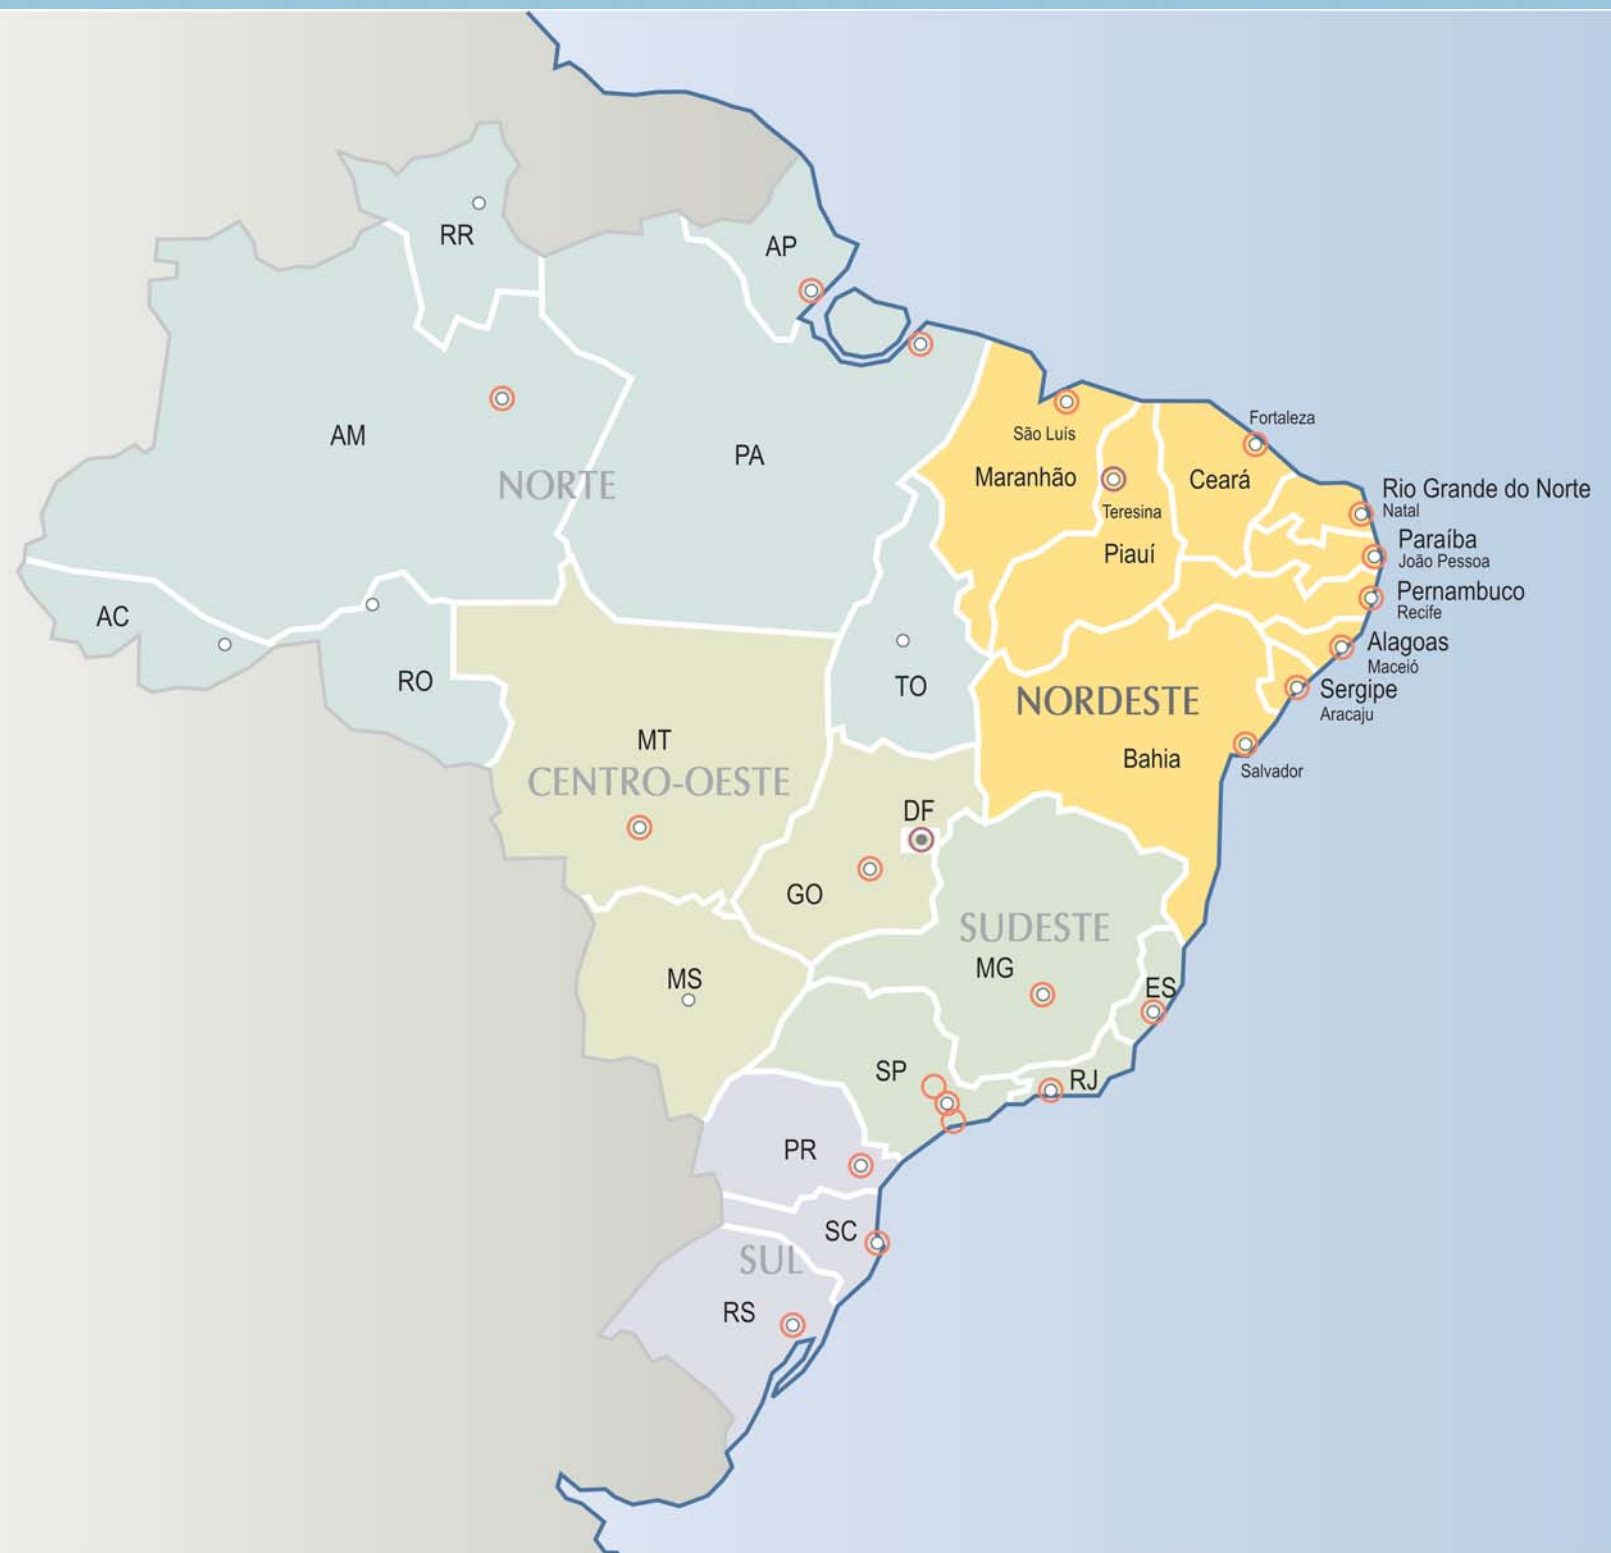 RR
AP
AM
NORTE
PA
São Luís
Maranhão
Teresina
Piauí
Fortaleza
Ceará
Rio Grande do Norte
Natal
Paraíba
João Pessoa
Pernambuco
Recife
Alagoas
Maceió
Sergipe
Aracaju
AC
RO
TO
NORDESTE
Bahia
Salvador
MT
CENTRO-OESTE
DF
GO
SUDESTE
MG
MS
ES
SP
RJ
PR
SC
SUL
RS